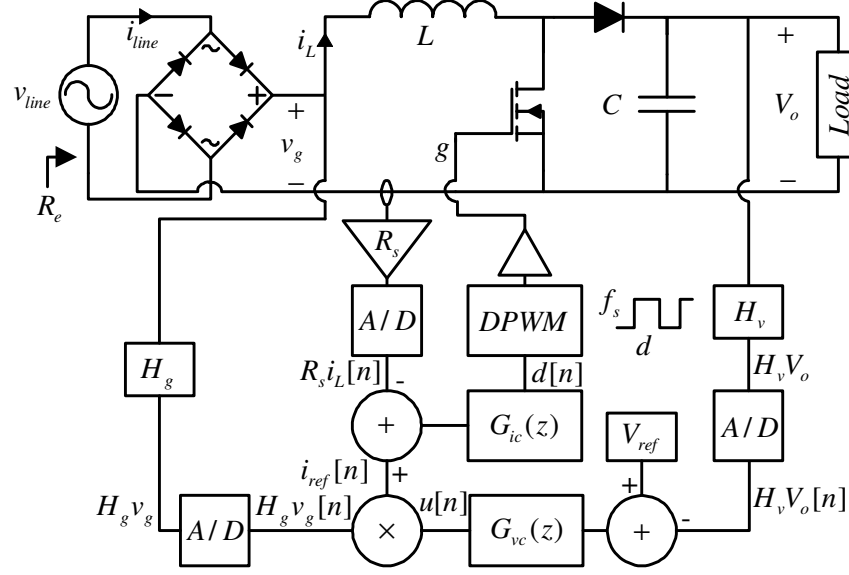 i_line
i_L
L
v_line
v_g
g
C
V_o
Load
~
~
−
+
+
−
+
−
R_e
R_s
A/D
DPWM
f_s
d
H_v
H_g
R_s i_L[n]
-
d[n]
H_v V_o
+
G_ic(z)
V_ref
A/D
i_ref[n]
+
+
H_g v_g
A/D
H_g v_g[n]
×
u[n]
G_vc(z)
+
-
H_v V_o[n]